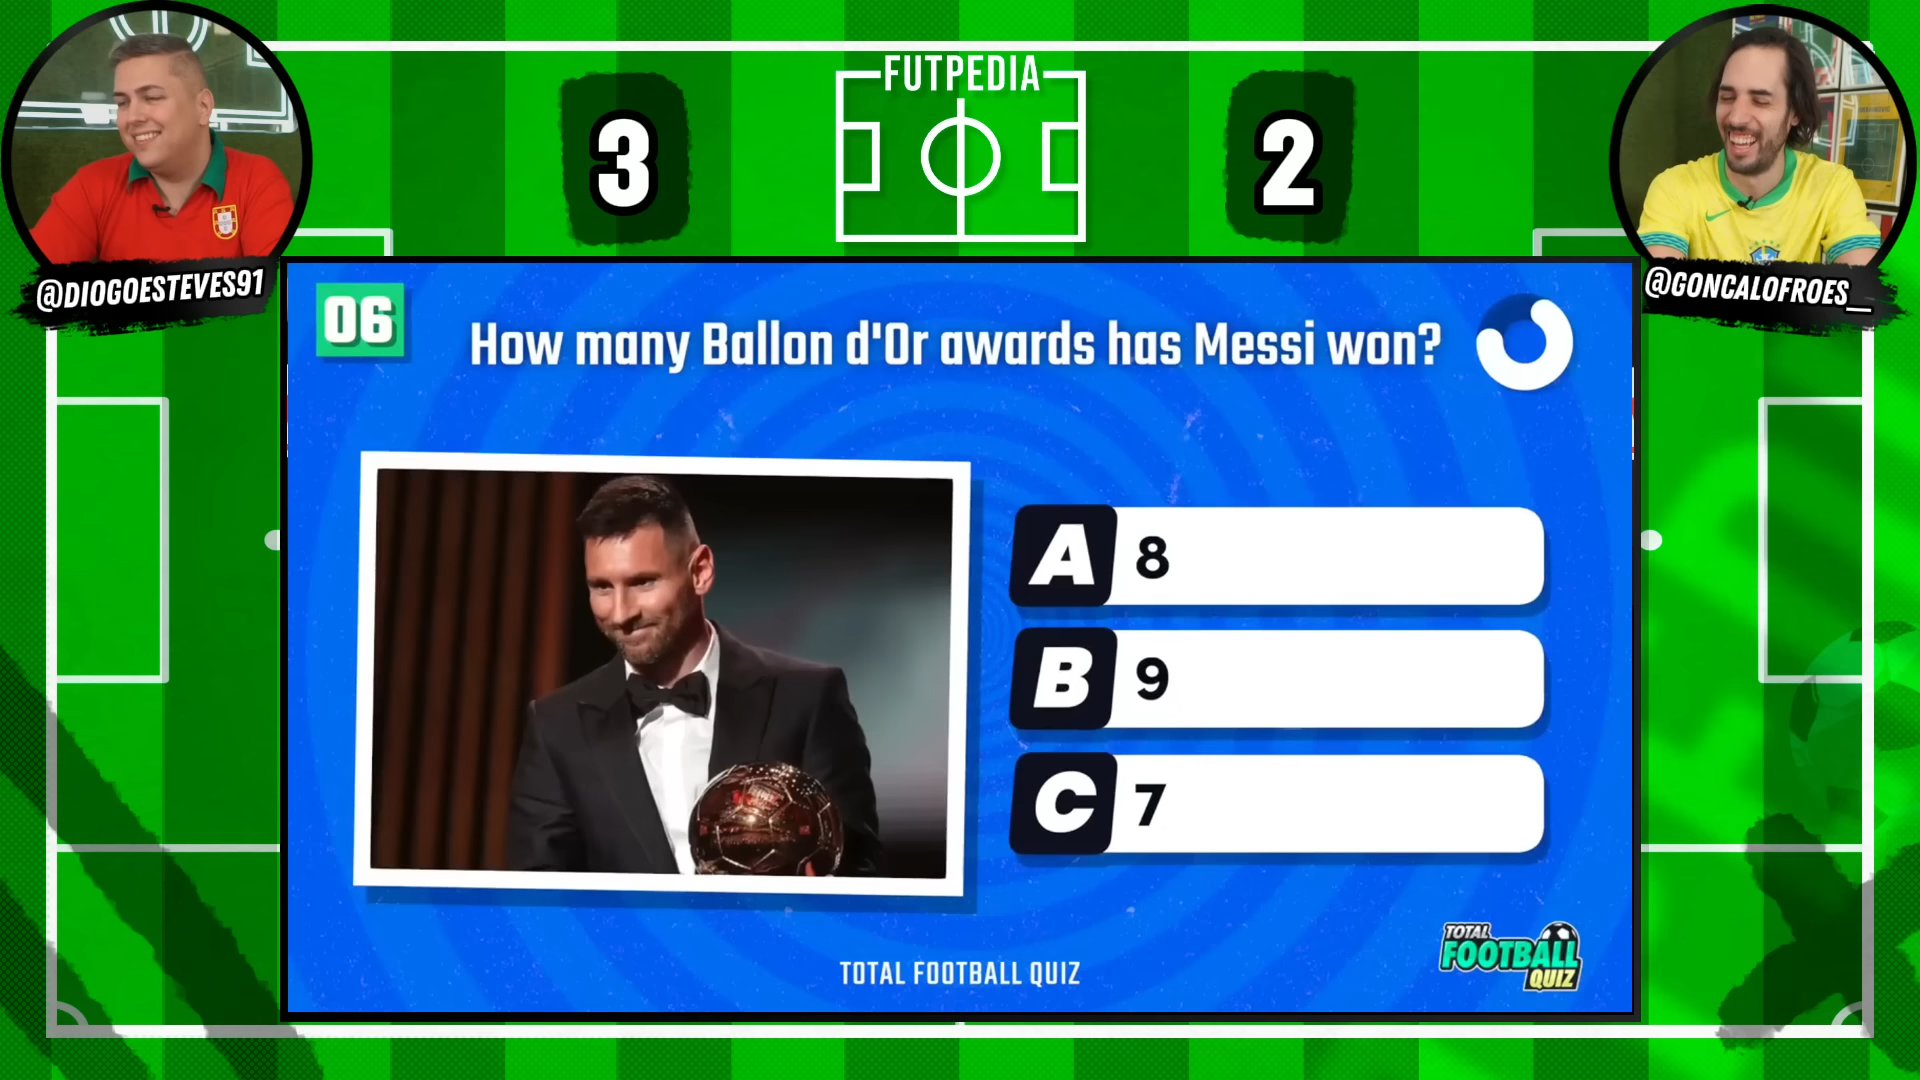 FUTPEDIA
3
2
@DIOGOESTEVES91
@GONCALOFROES__
06
How many Ballon d'Or awards has Messi won?
A 8
B 9
C 7
TOTAL FOOTBALL QUIZ
TOTAL
FOOTBALL
QUIZ